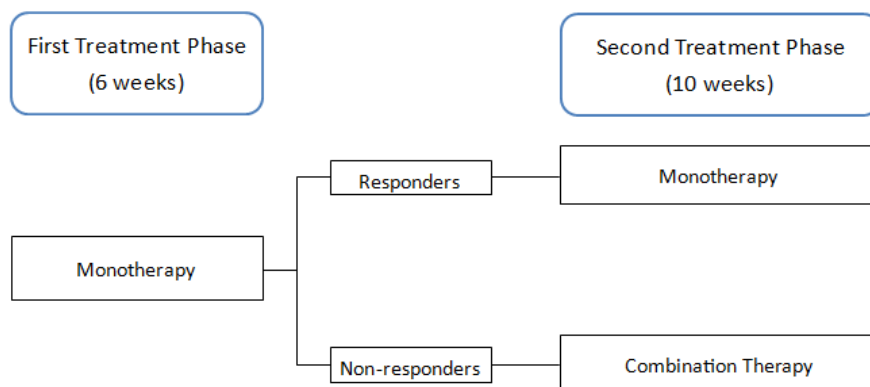 First Treatment Phase
(6 weeks)
Second Treatment Phase
(10 weeks)
Responders
Monotherapy
Monotherapy
Non-responders
Combination Therapy